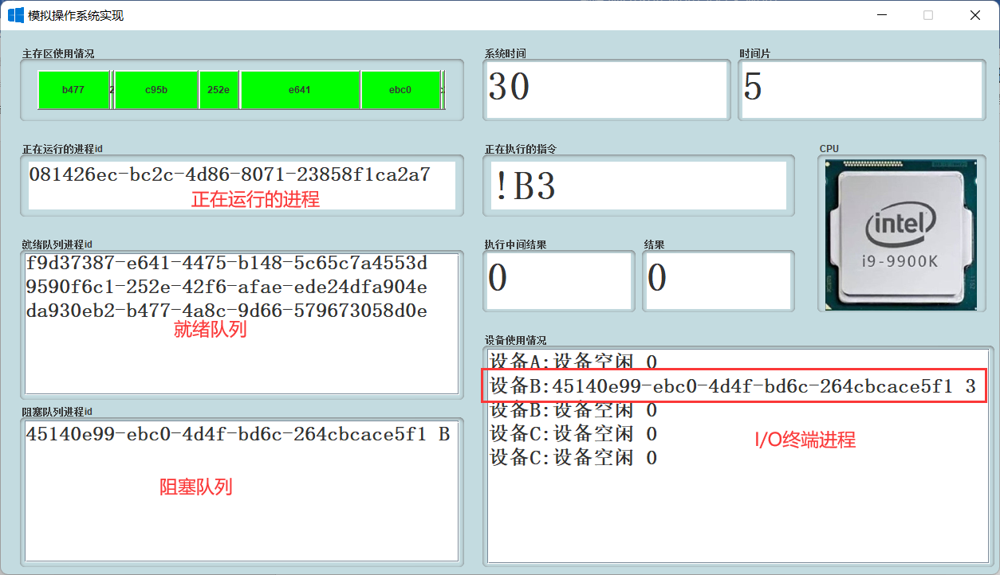 模拟操作系统实现
主存区使用情况
b477
c95b
252e
e641
ebc0
系统时间
30
时间片
5
正在运行的进程id
081426ec-bc2c-4d86-8071-23858f1ca2a7
正在运行的进程
正在执行的指令
!B3
CPU
intel
i9-9900K
就绪队列进程id
f9d37387-e641-4475-b148-5c65c7a4553d
9590f6c1-252e-42f6-afae-ede24dfa904e
da930eb2-b477-4a8c-9d66-579673058d0e
就绪队列
执行中间结果
0
结果
0
阻塞队列进程id
45140e99-ebc0-4d4f-bd6c-264cbcace5f1 B
阻塞队列
设备使用情况
设备A:设备空闲 0
设备B:45140e99-ebc0-4d4f-bd6c-264cbcace5f1 3
设备B:设备空闲 0
设备C:设备空闲 0
设备C:设备空闲 0
I/O终端进程